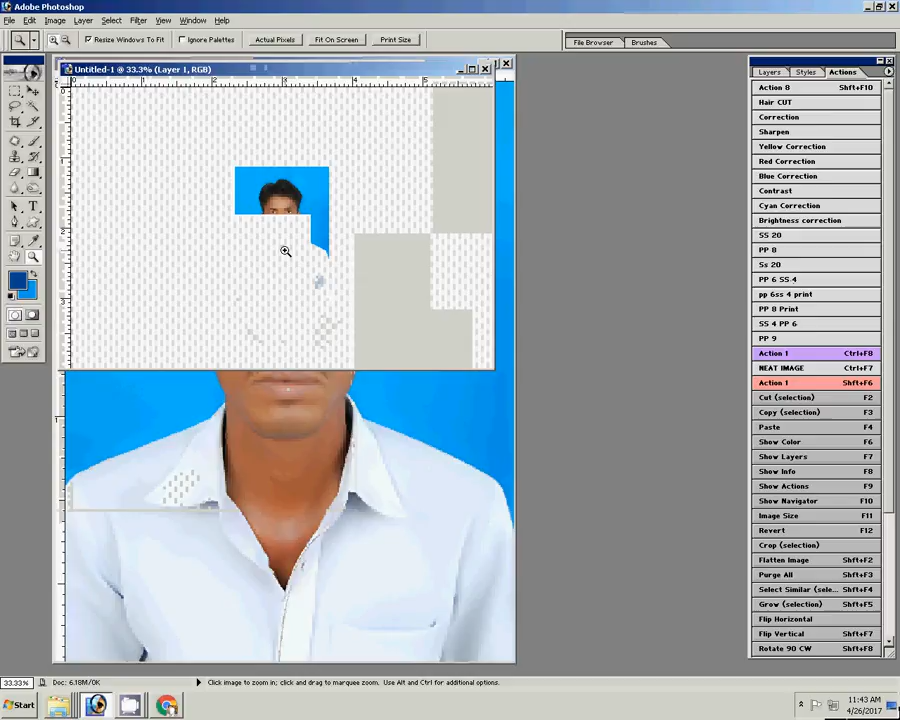 Adobe Photoshop
File Edit Image Layer Select Filter View Window Help
Resize Windows To Fit Ignore Palettes Actual Pixels Fit On Screen Print Size File Browser Brushes
Untitled-1 @ 33.3% (Layer 1, RGB)
0 1 2 3 4 5
Layers Styles Actions
Action 8 Shft+F10
Hair CUT
Correction
Sharpen
Yellow Correction
Red Correction
Blue Correction
Contrast
Cyan Correction
Brightness correction
SS 20
PP 8
Ss 20
PP 6 SS 4
pp 6ss 4 print
PP 8 Print
SS 4 PP 6
PP 9
Action 1 Ctrl+F8
NEAT IMAGE Ctrl+F7
Action 1 Shft+F6
Cut (selection) F2
Copy (selection) F3
Paste F4
Show Color F6
Show Layers F7
Show Info F8
Show Actions F9
Show Navigator F10
Image Size F11
Revert F12
Crop (selection)
Flatten Image Shft+F2
Purge All Shft+F3
Select Similar (sele... Shft+F4
Grow (selection) Shft+F5
Flip Horizontal
Flip Vertical Shft+F7
Rotate 90 CW Shft+F8
33.33% Doc: 6.18M/0K Click image to zoom in; click and drag to marquee zoom. Use Alt and Ctrl for additional options.
Start 11:43 AM
4/26/2017